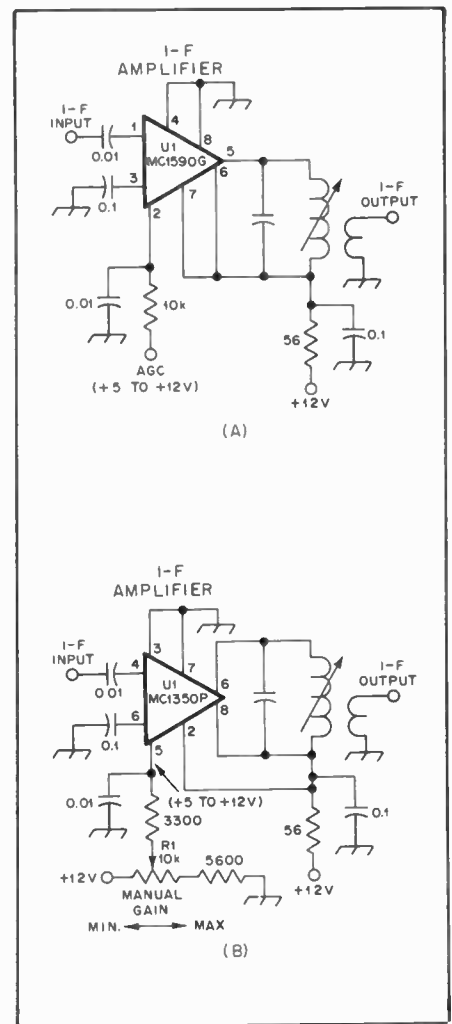 I-F
AMPLIFIER
I-F
INPUT
0.01
1
4
8
U1
MC1590G
5
6
3
0.1
7
2
I-F
OUTPUT
0.01
10k
56
0.1
AGC
(+5 TO +12V)
+12V
(A)
I-F
AMPLIFIER
I-F
INPUT
0.01
4
3
7
U1
MC1350P
6
8
6
0.1
2
5
I-F
OUTPUT
(+5 TO +12V)
0.01
3300
56
0.1
R1
10k
5600
+12V
+12V
MANUAL
GAIN
MIN.
MAX
(B)